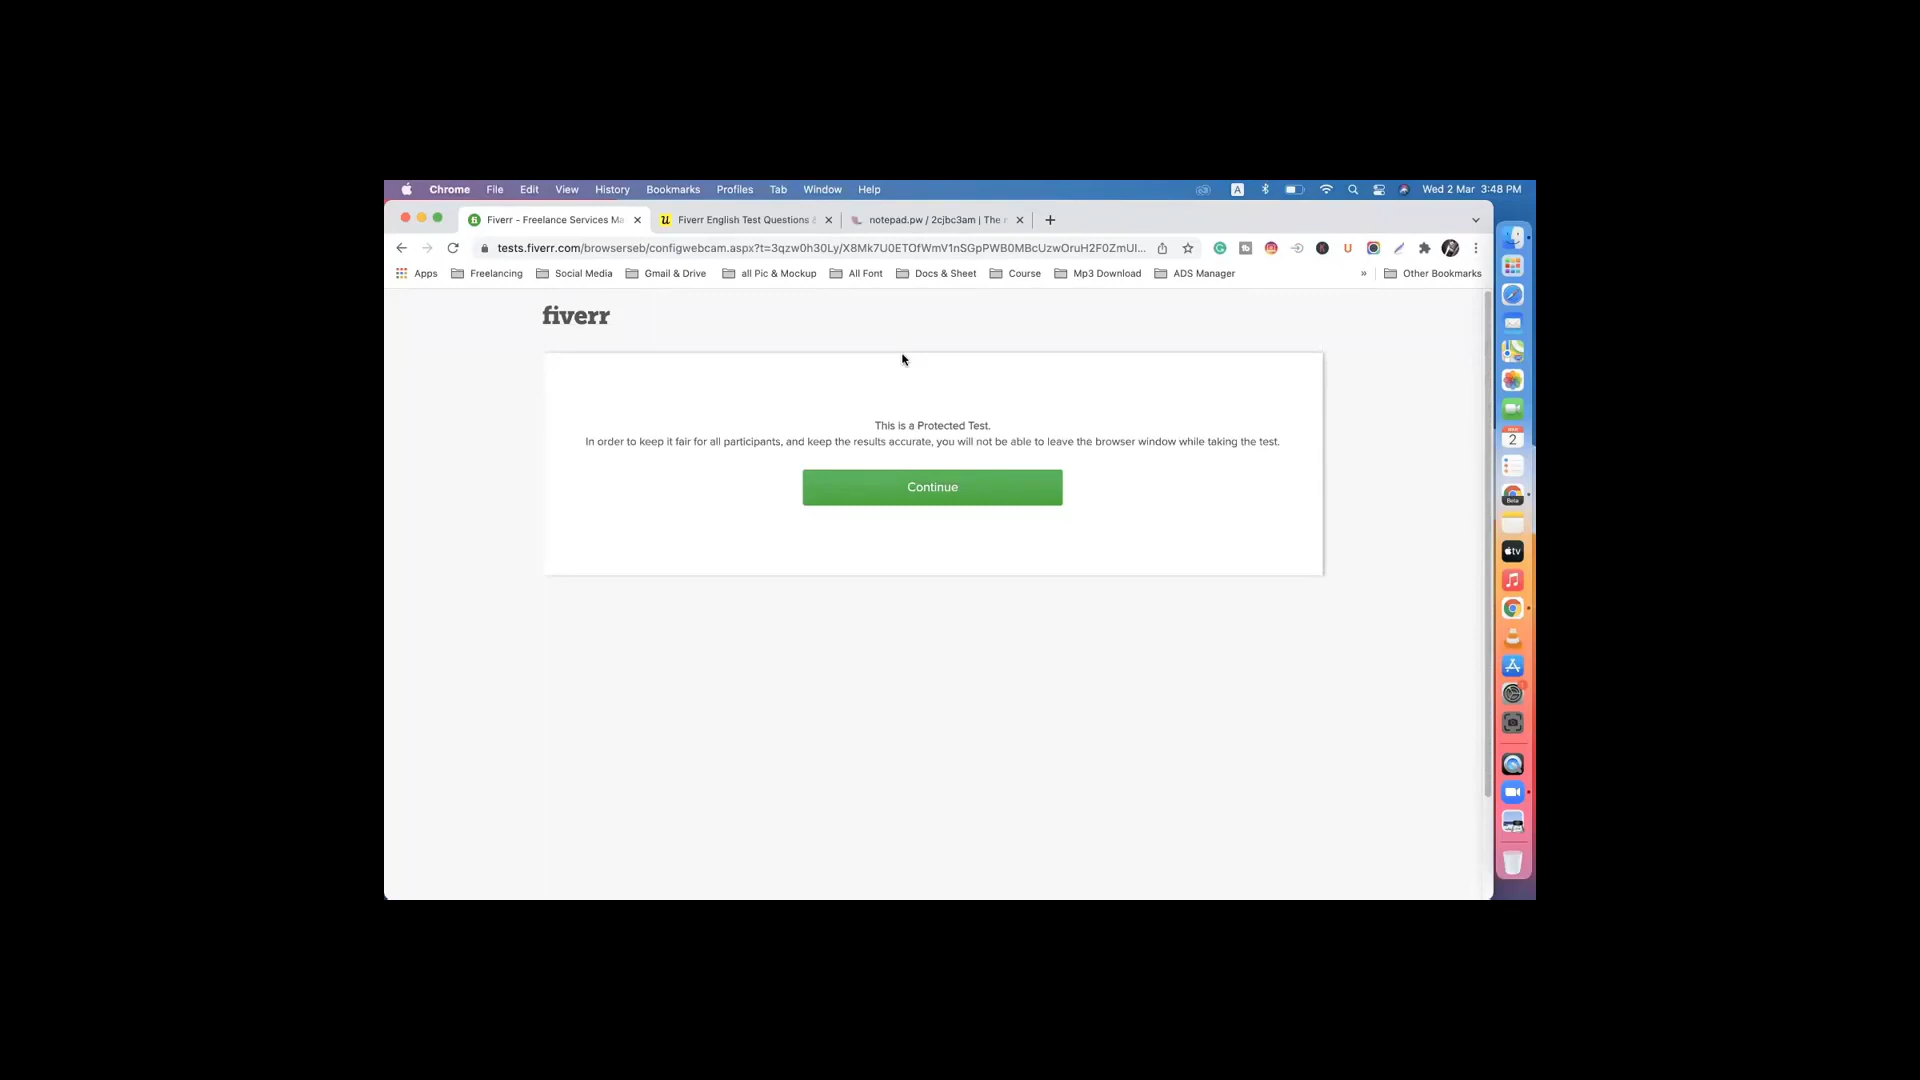 Chrome File Edit View History Bookmarks Profiles Tab Window Help A Wed 2 Mar 3:48 PM
Fiverr - Freelance Services Ma Fiverr English Test Questions notepad.pw / 2cjbc3am | The
tests.fiverr.com/browserseb/configwebcam.aspx?t=
Apps Freelancing Social Media Gmail & Drive all Pic & Mockup All Font Docs & Sheet Course Mp3 Download ADS Manager » Other Bookmarks
fiverr
This is a Protected Test.
In order to keep it fair for all participants, and keep the results accurate, you will not be able to leave the browser window while taking the test.
Continue
2
Beta
tv